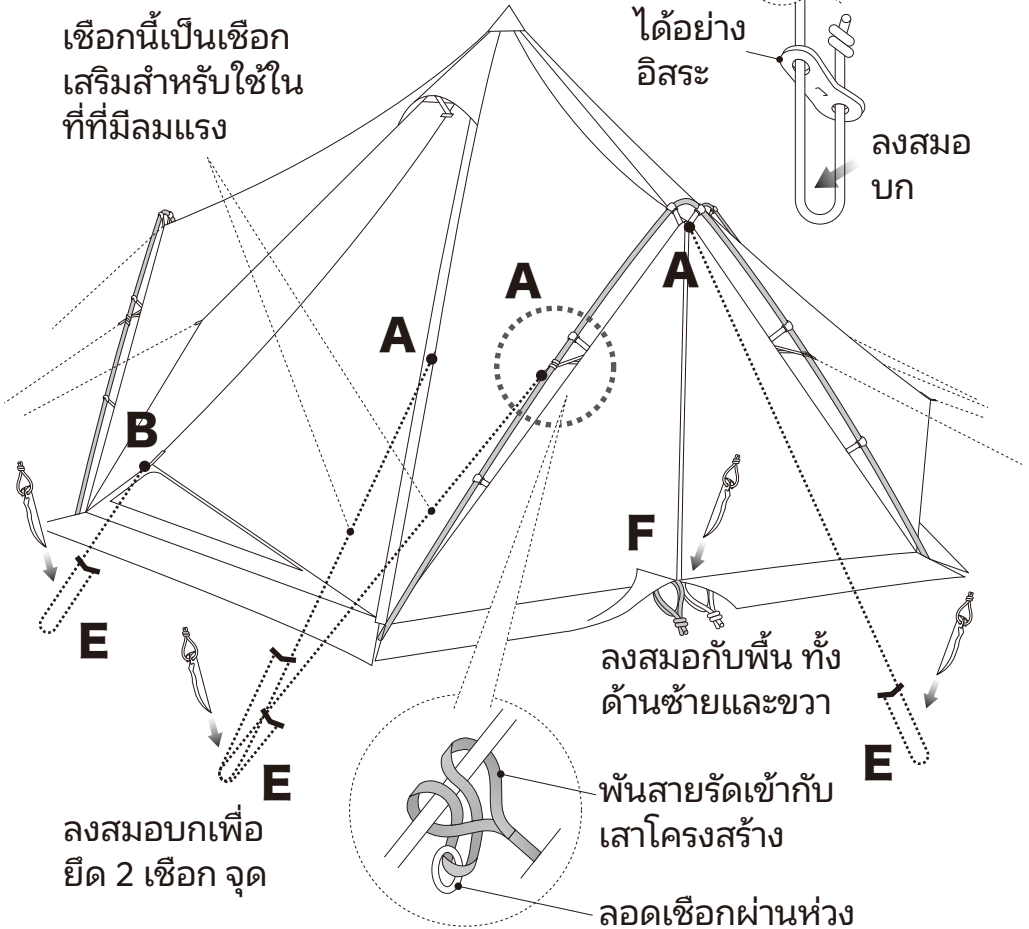 เชือกนี้เป็นเชือก
เสริมสำหรับใช้ใน
ที่ที่มีลมแรง
ได้อย่าง
อิสระ
ลงสมอ
บก
A
A
A
B
F
E
E
E
ลงสมอกับพื้น ทั้ง
ด้านซ้ายและขวา
พันสายรัดเข้ากับ
เสาโครงสร้าง
ลงสมอบกเพื่อ
ยึด 2 เชือก จุด
ลอดเชือกผ่านห่วง